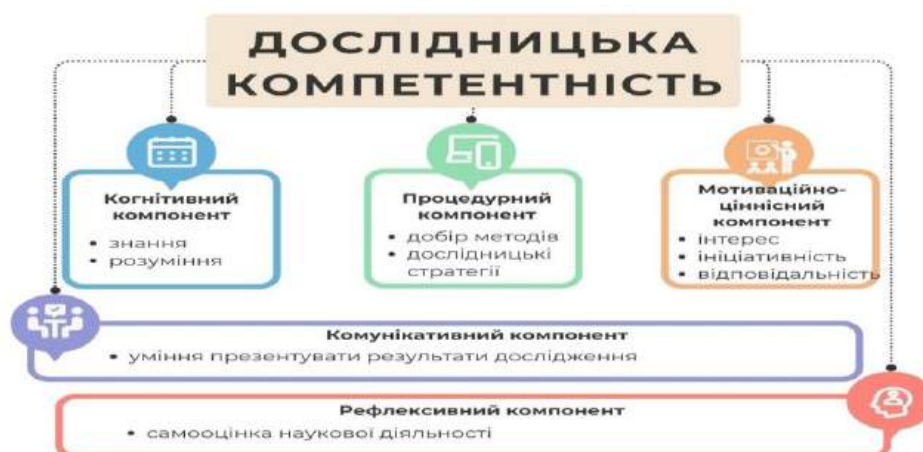 ДОСЛІДНИЦЬКА
КОМПЕТЕНТНІСТЬ
Когнітивний
компонент
• знання
• розуміння
Процедурний
компонент
• добір методів
• дослідницькі
стратегії
Мотиваційно-
ціннісний
компонент
• інтерес
• ініціативність
• відповідальність
Комунікативний компонент
• уміння презентувати результати дослідження
Рефлексивний компонент
• самооцінка наукової діяльності